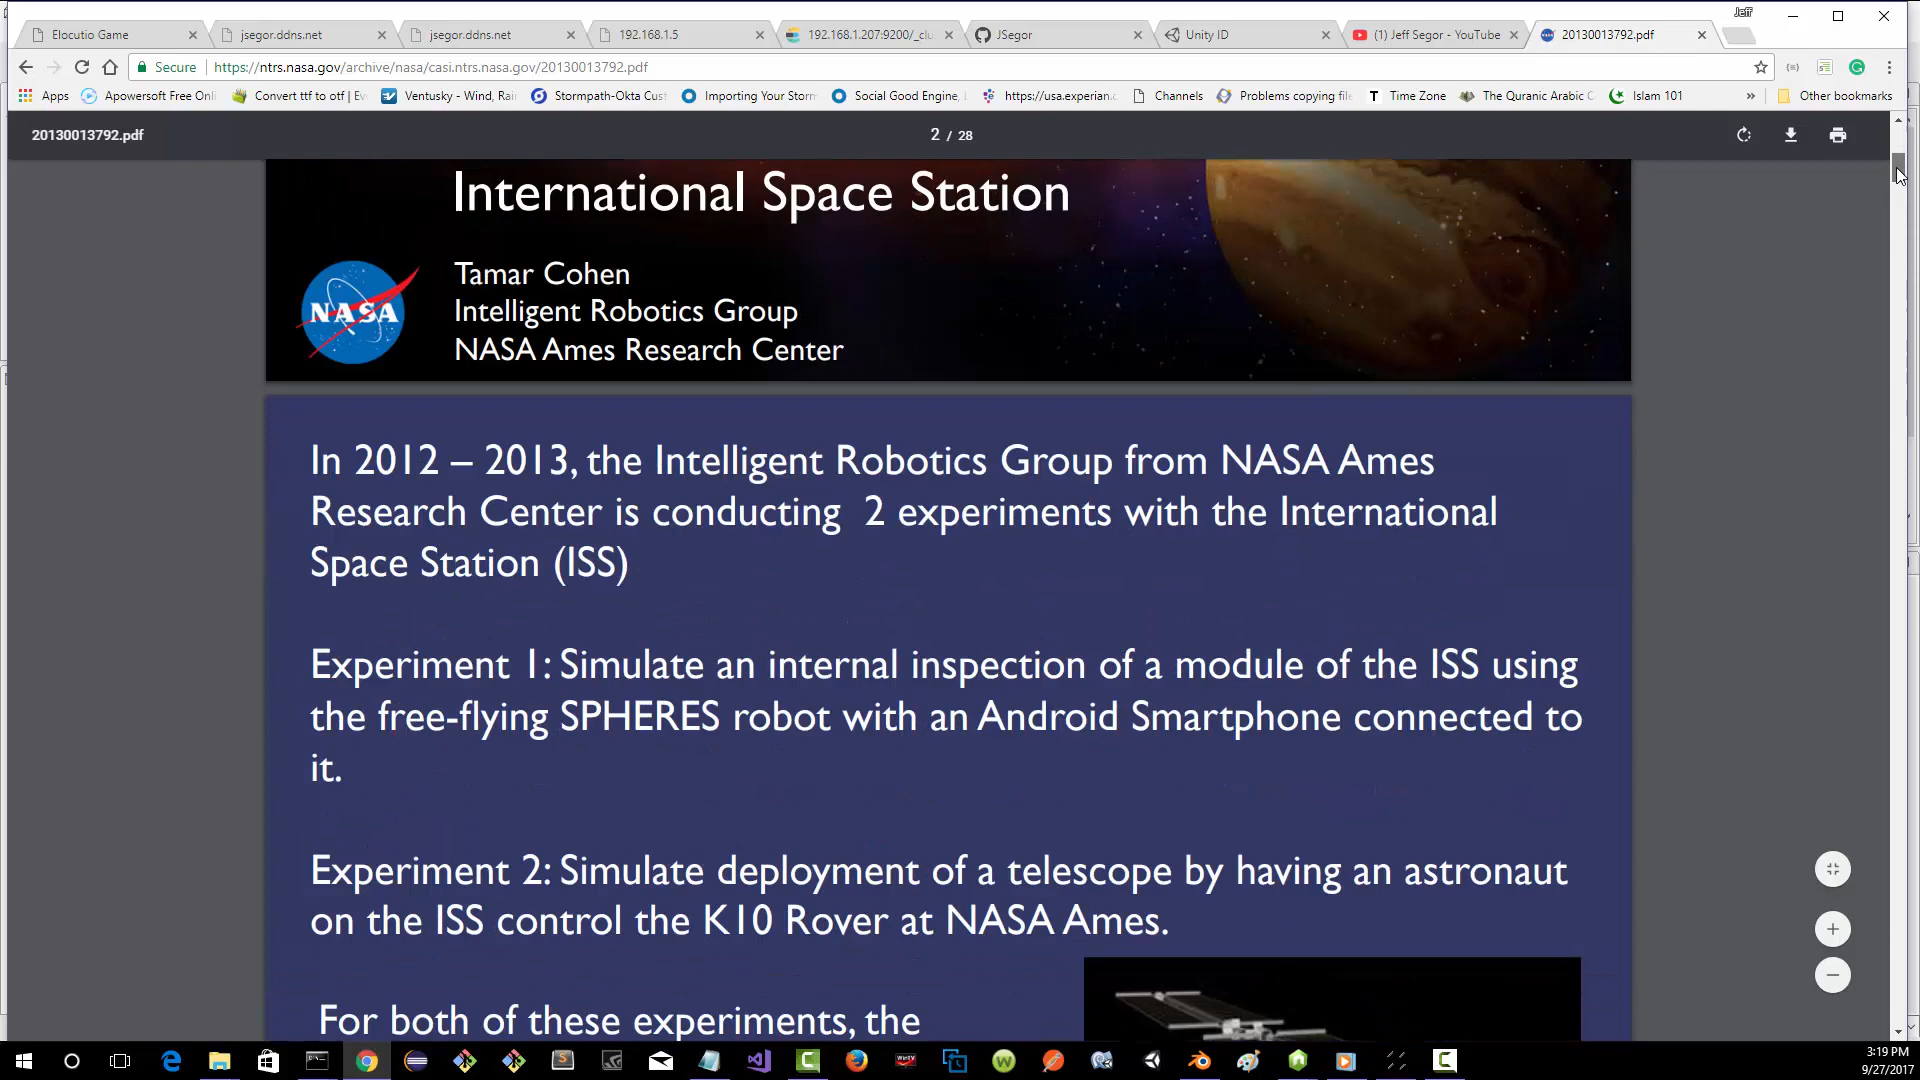 Jeff
Elocutio Game
jsegor.ddns.net
jsegor.ddns.net
192.168.1.5
192.168.1.207:9200/_clu
JSegor
Unity ID
(1) Jeff Segor - YouTube
20130013792.pdf
Secure
https://ntrs.nasa.gov/archive/nasa/casi.ntrs.nasa.gov/20130013792.pdf
Apps
Apowersoft Free Onli
Convert ttf to otf | Ev
Ventusky - Wind, Rai
Stormpath-Okta Cust
Importing Your Storm
Social Good Engine,
https://usa.experian.c
Channels
Problems copying file
T
Time Zone
The Quranic Arabic C
Islam 101
»
Other bookmarks
20130013792.pdf
2 / 28
International Space Station
NASA
Tamar Cohen
Intelligent Robotics Group
NASA Ames Research Center
In 2012 – 2013, the Intelligent Robotics Group from NASA Ames
Research Center is conducting 2 experiments with the International
Space Station (ISS)
Experiment 1: Simulate an internal inspection of a module of the ISS using
the free-flying SPHERES robot with an Android Smartphone connected to
it.
Experiment 2: Simulate deployment of a telescope by having an astronaut
on the ISS control the K10 Rover at NASA Ames.
For both of these experiments, the
3:19 PM
9/27/2017